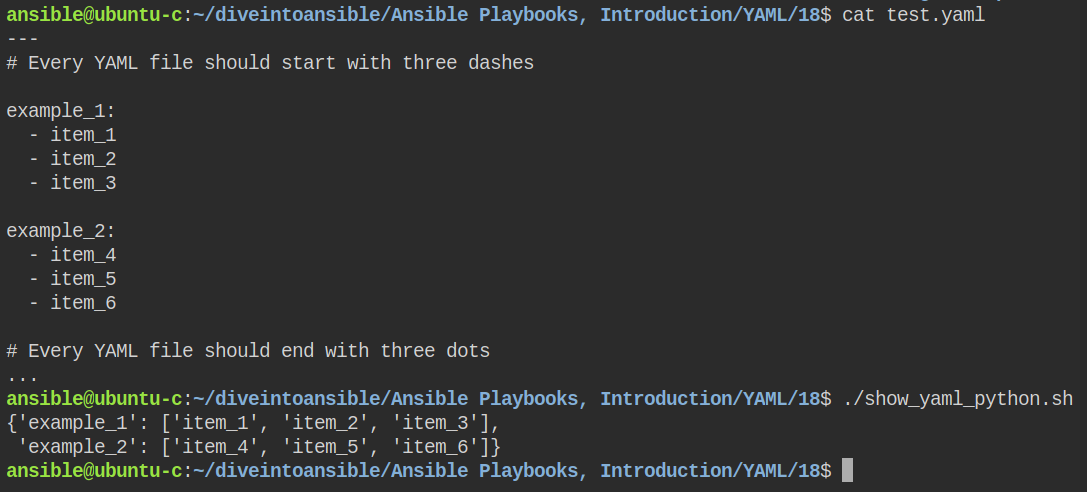 ansible@ubuntu-c:~/diveintoansible/Ansible Playbooks, Introduction/YAML/18$ cat test.yaml
---
# Every YAML file should start with three dashes
example_1:
  - item_1
  - item_2
  - item_3
example_2:
  - item_4
  - item_5
  - item_6
# Every YAML file should end with three dots
...
ansible@ubuntu-c:~/diveintoansible/Ansible Playbooks, Introduction/YAML/18$ ./show_yaml_python.sh
{'example_1': ['item_1', 'item_2', 'item_3'],
 'example_2': ['item_4', 'item_5', 'item_6']}
ansible@ubuntu-c:~/diveintoansible/Ansible Playbooks, Introduction/YAML/18$